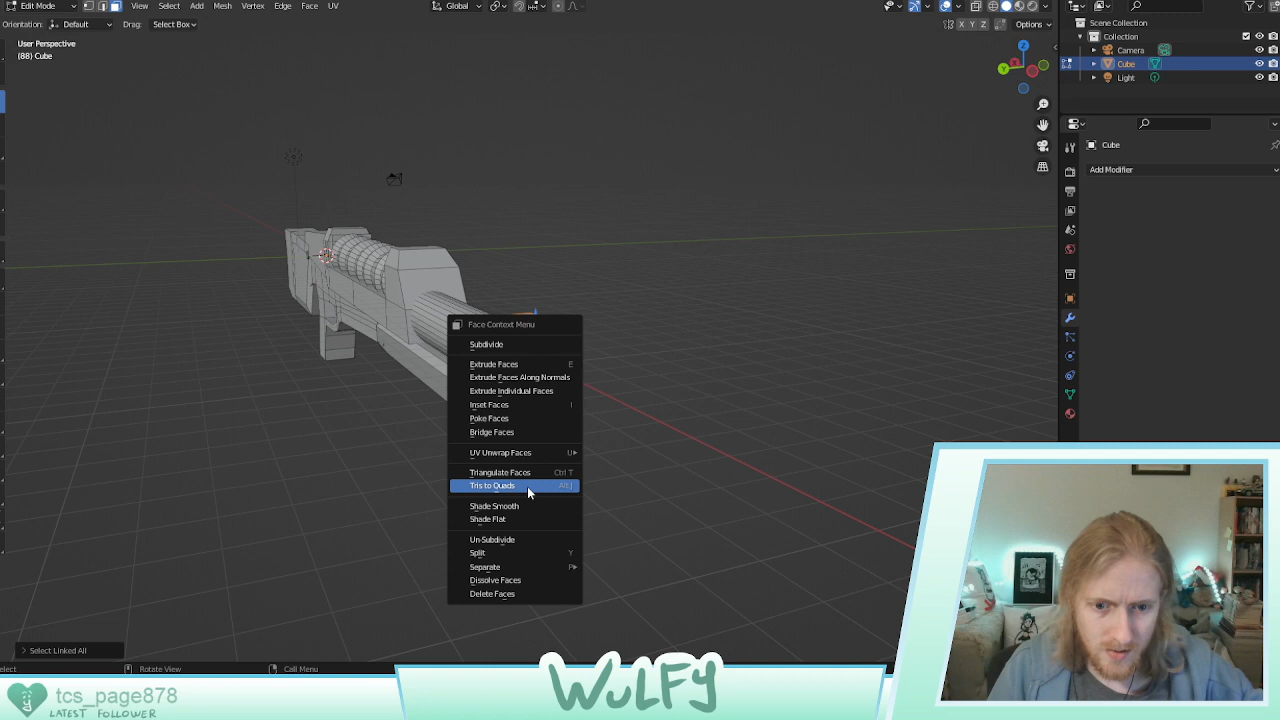 Edit Mode View Select Add Mesh Vertex Edge Face UV Global
Orientation: Default Drag: Select Box X Y Z Options
User Perspective
(88) Cube
Z
Y
Scene Collection
Collection
Camera
Cube
Light
Cube
Add Modifier
Face Context Menu
Subdivide
Extrude Faces E
Extrude Faces Along Normals
Extrude Individual Faces
Inset Faces I
Poke Faces
Bridge Faces
UV Unwrap Faces U
Triangulate Faces Ctrl T
Tris to Quads Alt J
Shade Smooth
Shade Flat
Un-Subdivide
Split Y
Separate P
Dissolve Faces
Delete Faces
Select Linked All
elect Rotate View Call Menu
tcs_page878
LATEST FOLLOWER
WULFY